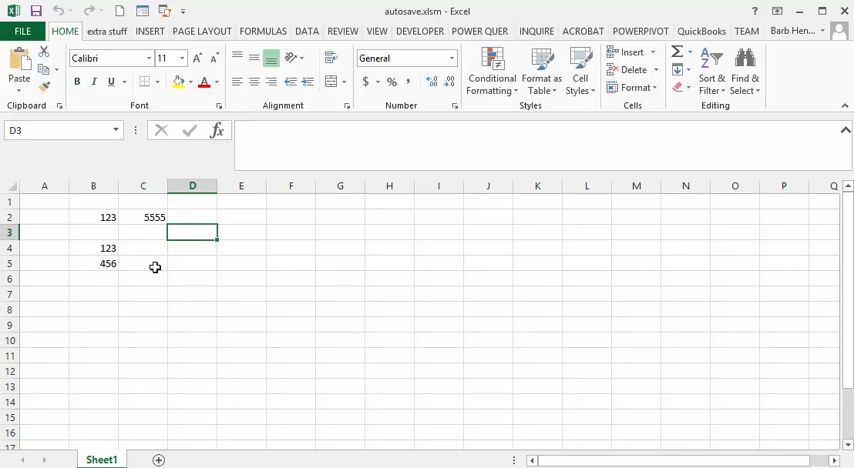 autosave.xlsm - Excel
FILE HOME extra stuff INSERT PAGE LAYOUT FORMULAS DATA REVIEW VIEW DEVELOPER POWER QUER INQUIRE ACROBAT POWERPIVOT QuickBooks TEAM Barb Hen...
Paste
Calibri 11
B I U
General
$ % ,
Conditional Formatting
Format as Table
Cell Styles
Insert
Delete
Format
Sort & Filter
Find & Select
Clipboard Font Alignment Number Styles Cells Editing
D3 fx
A B C D E F G H I J K L M N O P Q
1
2 123 5555
3
4 123
5 456
6
7
8
9
10
11
12
13
14
15
16
17
Sheet1